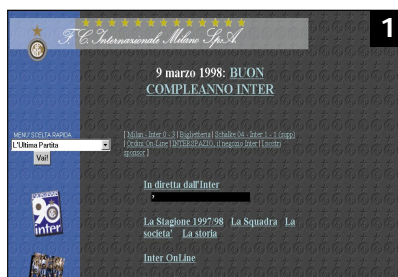 1
F. C. Internazionale Milano S.p.A.
9 marzo 1998: BUON
COMPLEANNO INTER
MENU' SCELTA RAPIDA
L'Ultima Partita
Vai!
[ Milan - Inter 0 - 3 | Biglietteria | Schalke 04 - Inter 1 - 1 (supp)
| Ordini On-Line | INTERSPAZIO, il negozio Inter | I nostri
sponsor ]
90
inter
In diretta dall'Inter
La Stagione 1997/98 La Squadra La
societa' La storia
Inter OnLine